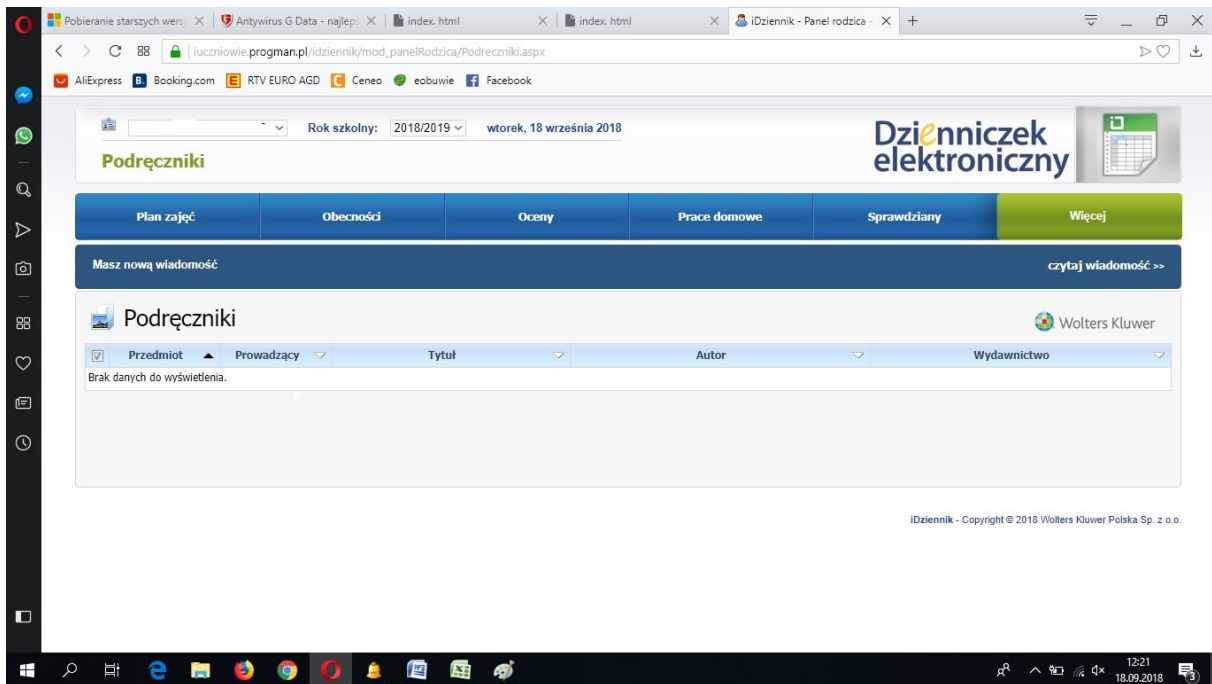 Pobieranie starszych wersj
Antywirus G Data - najlep
index. html
index. html
iDziennik - Panel rodzica -
iuczniowie.progman.pl/idziennik/mod_panelRodzica/Podreczniki.aspx
AliExpress B. Booking.com E RTV EURO AGD Ceneo eobuwie Facebook
Rok szkolny: 2018/2019 wtorek, 18 września 2018
Podręczniki
Dzienniczek
elektroniczny
Plan zajęć Obecności Oceny Prace domowe Sprawdziany Więcej
Masz nową wiadomość czytaj wiadomość >>
Podręczniki
Wolters Kluwer
Przedmiot Prowadzący Tytuł Autor Wydawnictwo
Brak danych do wyświetlenia.
iDziennik - Copyright © 2018 Wolters Kluwer Polska Sp. z o.o.
12:21
18.09.2018
3